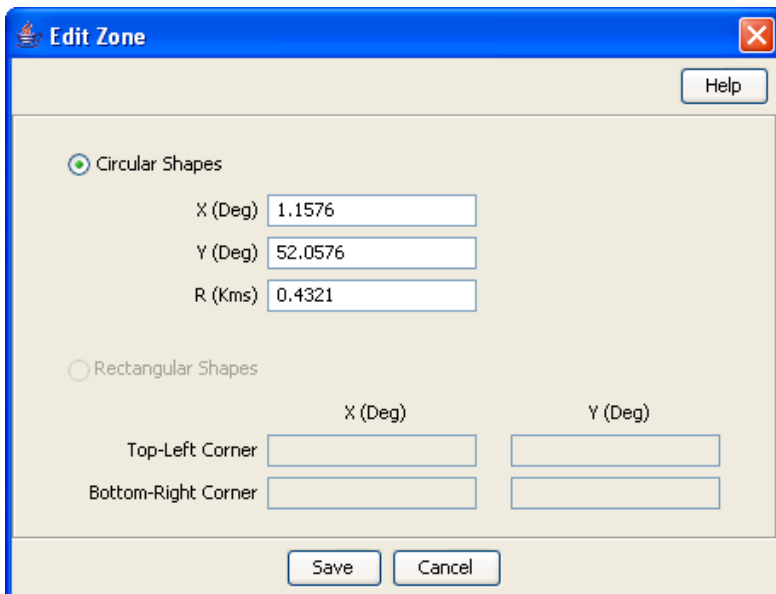 Edit Zone
Help
Circular Shapes
X (Deg) 1.1576
Y (Deg) 52.0576
R (Kms) 0.4321
Rectangular Shapes
X (Deg) Y (Deg)
Top-Left Corner
Bottom-Right Corner
Save Cancel